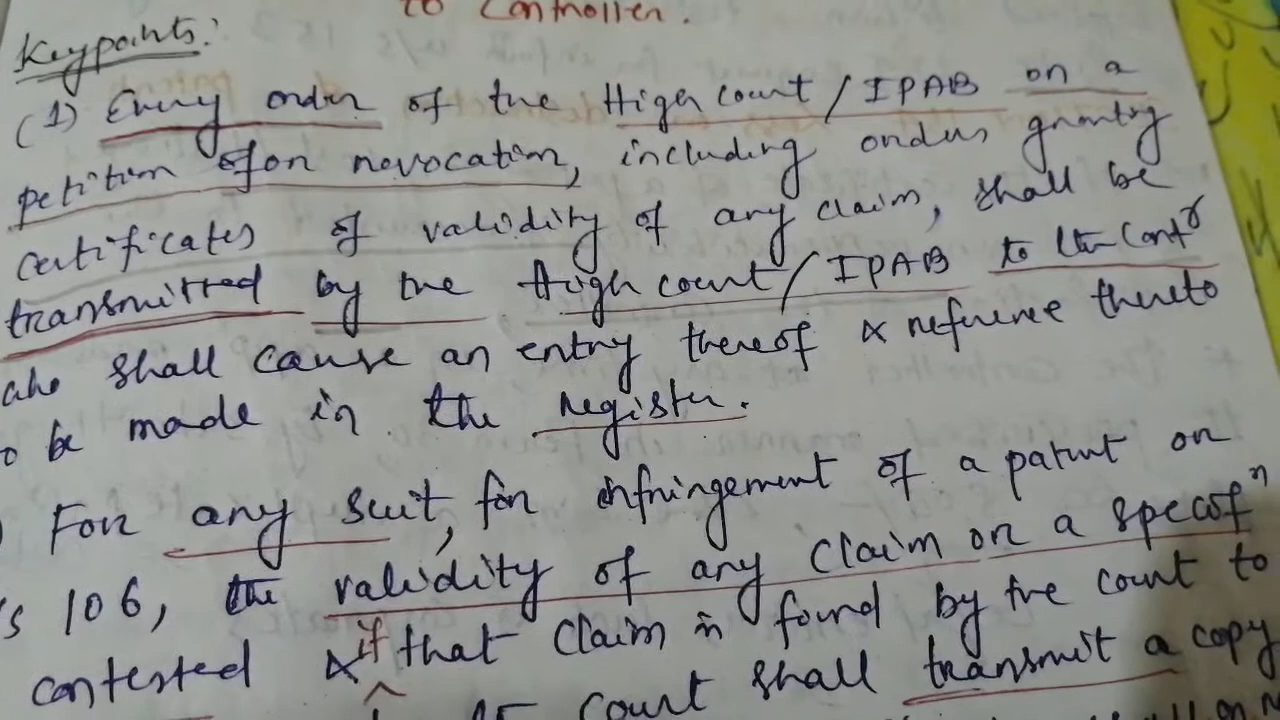 to Controller.
Keypoints:
(1) Every order of the High court / IPAB on a
petition for revocation, including orders granting
certificates of validity of any claim, shall be
transmitted by the High court / IPAB to the Contr
who shall cause an entry thereof & reference thereto
o be made in the register.
) For any suit, for infringement of a patent or
's 106, the validity of any claim on a specifn
contested & if that claim is found by the court to
court shall transmit a copy